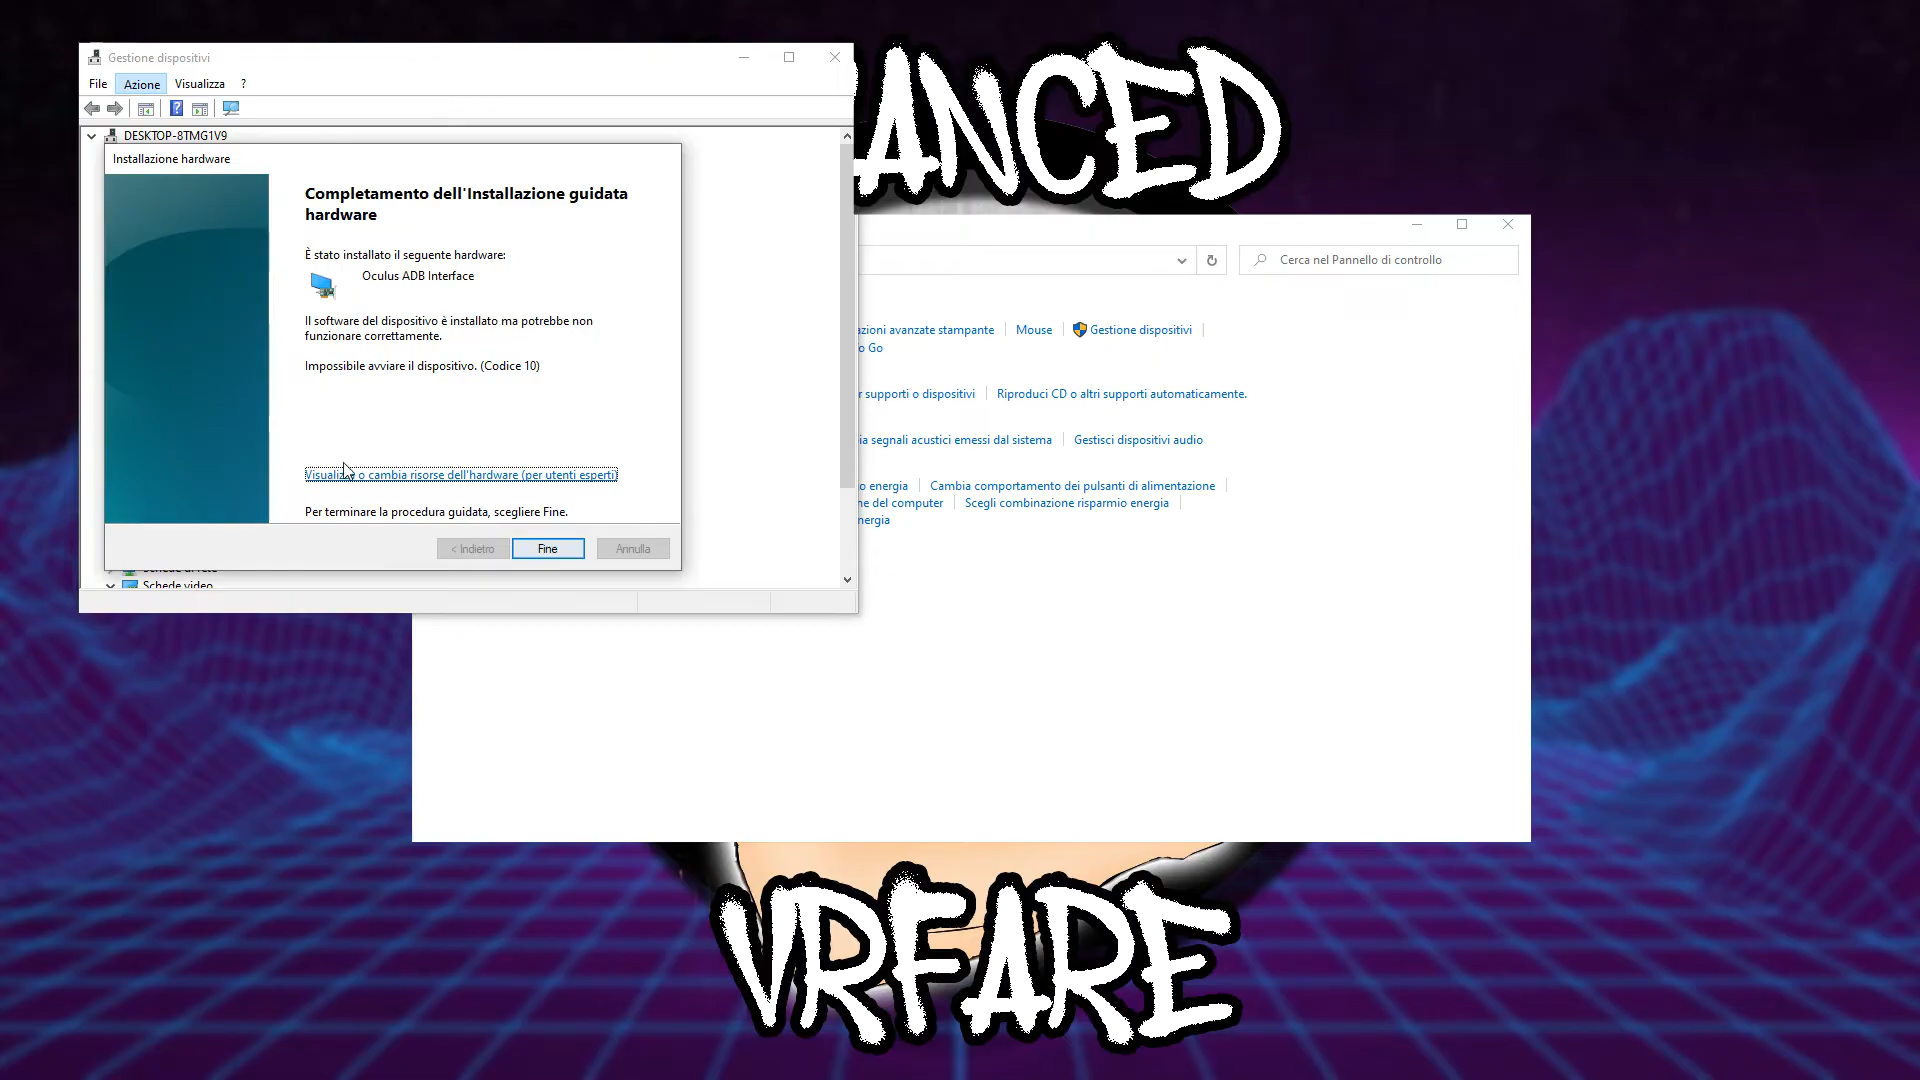 ANCED
Gestione dispositivi
File Azione Visualizza ?
DESKTOP-8TMG1V9
Installazione hardware
Completamento dell'Installazione guidata
hardware
È stato installato il seguente hardware:
Oculus ADB Interface
Il software del dispositivo è installato ma potrebbe non
funzionare correttamente.
Impossibile avviare il dispositivo. (Codice 10)
Visualizza o cambia risorse dell'hardware (per utenti esperti)
Per terminare la procedura guidata, scegliere Fine.
< Indietro Fine Annulla
Schede di rete
Schede video
Cerca nel Pannello di controllo
azioni avanzate stampante Mouse Gestione dispositivi
o Go
r supporti o dispositivi Riproduci CD o altri supporti automaticamente.
ia segnali acustici emessi dal sistema Gestisci dispositivi audio
o energia Cambia comportamento dei pulsanti di alimentazione
ne del computer Scegli combinazione risparmio energia
nergia
VRFARE